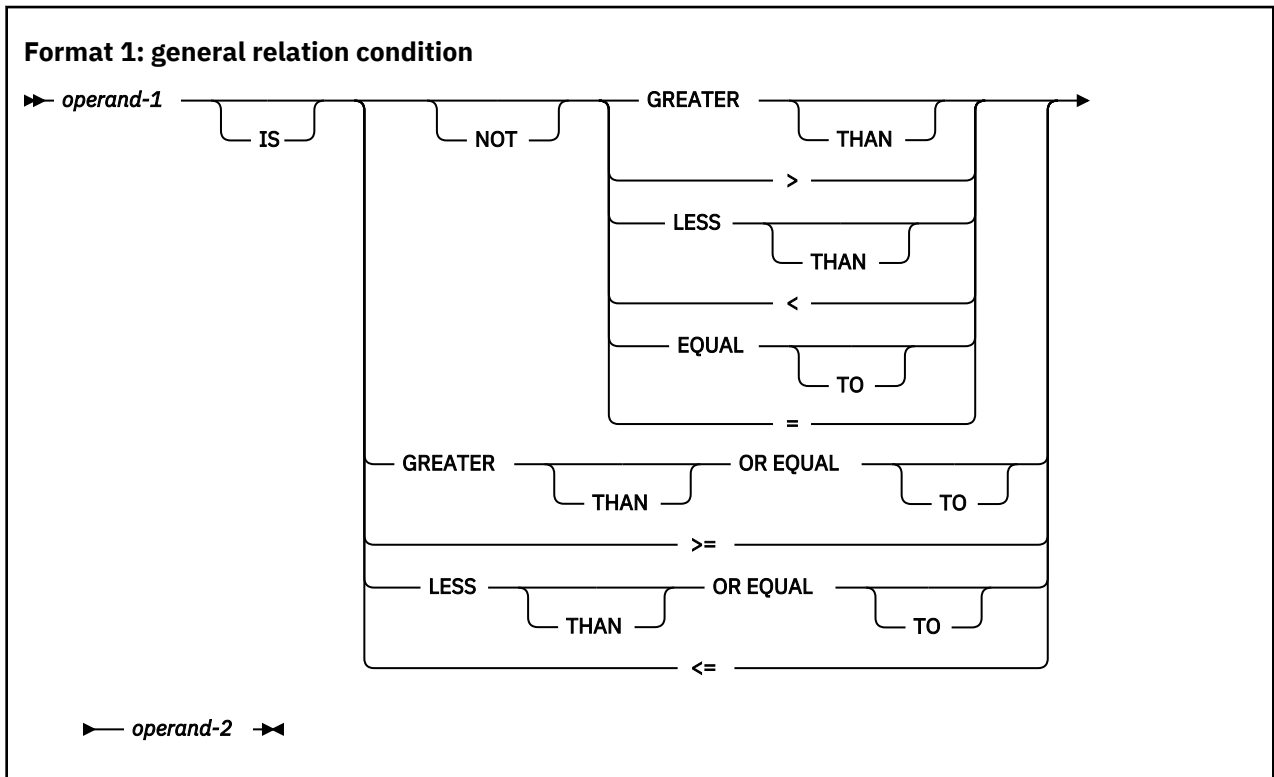 Format 1: general relation condition
operand-1 GREATER
IS NOT THAN
>
LESS
THAN
<
EQUAL
TO
=
GREATER OR EQUAL
THAN TO
>=
LESS OR EQUAL
THAN TO
<=
operand-2